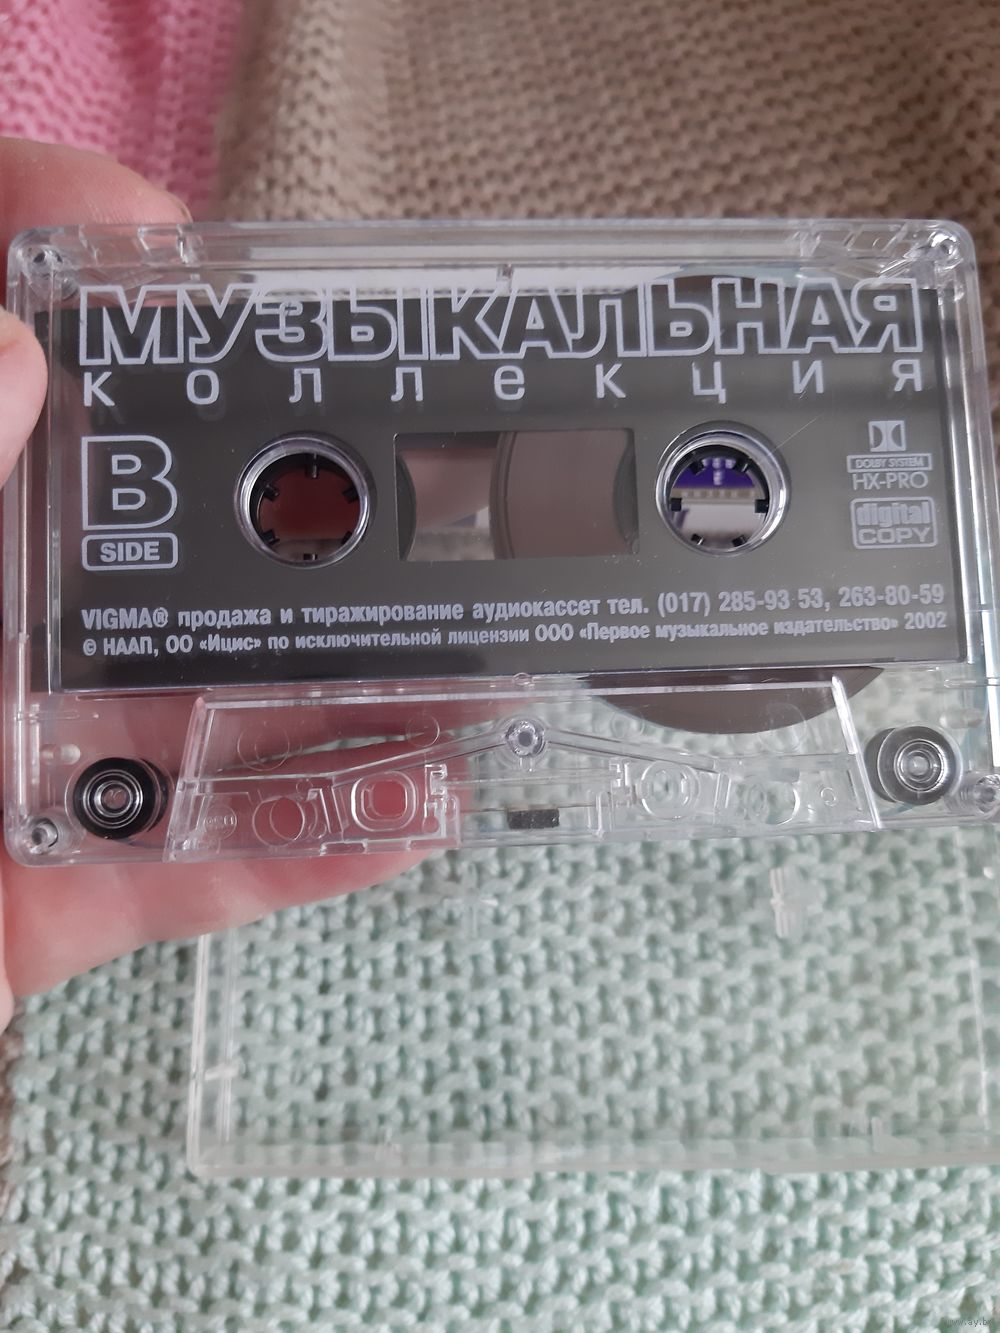 МУЗЫКАЛЬНАЯ
коллекция
B
SIDE
DOLBY SYSTEM
HX-PRO
digital
COPY
VIGMA® продажа и тиражирование аудиокассет тел. (017) 285-93-53, 263-80-59
© НААП, ОО «Ицис» по исключительной лицензии ООО «Первое музыкальное издательство» 2002